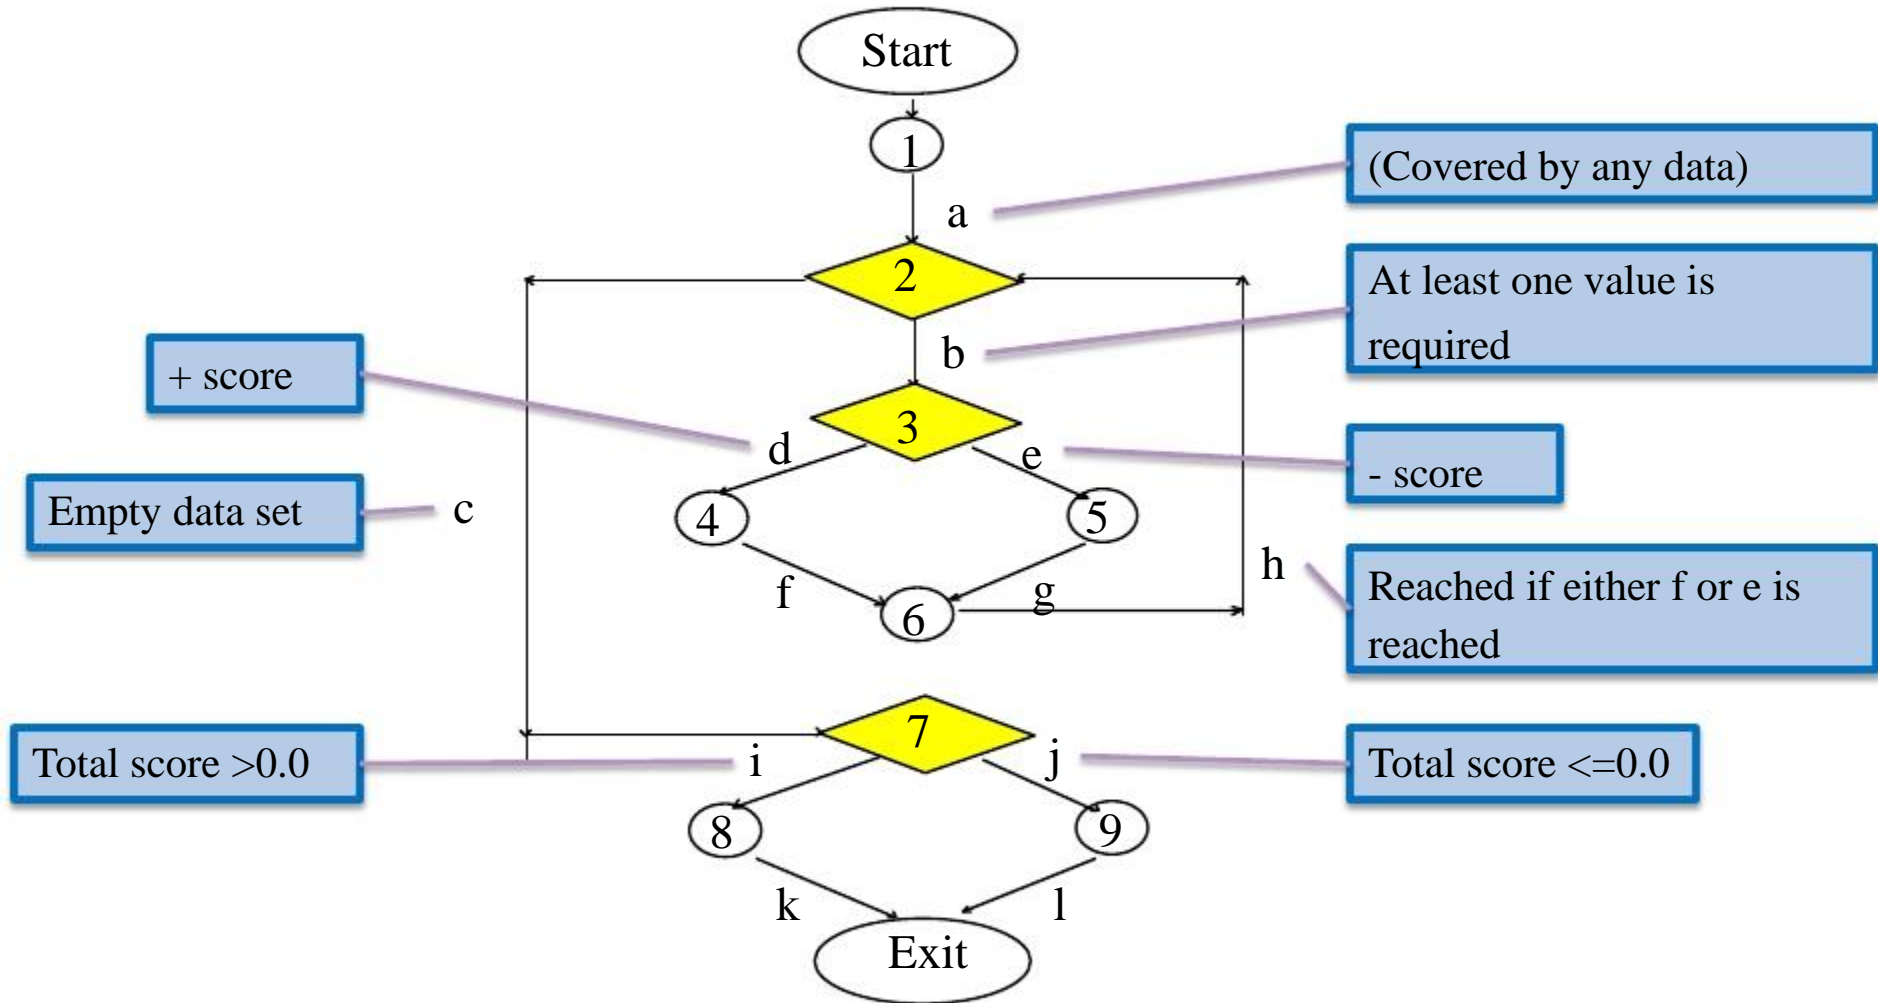 Start
1
(Covered by any data)
a
2
At least one value is
required
b
+ score
3
d
e
- score
Empty data set
c
4
5
h
Reached if either f or e is
reached
f
g
6
7
Total score >0.0
i
j
Total score <=0.0
8
9
k
l
Exit